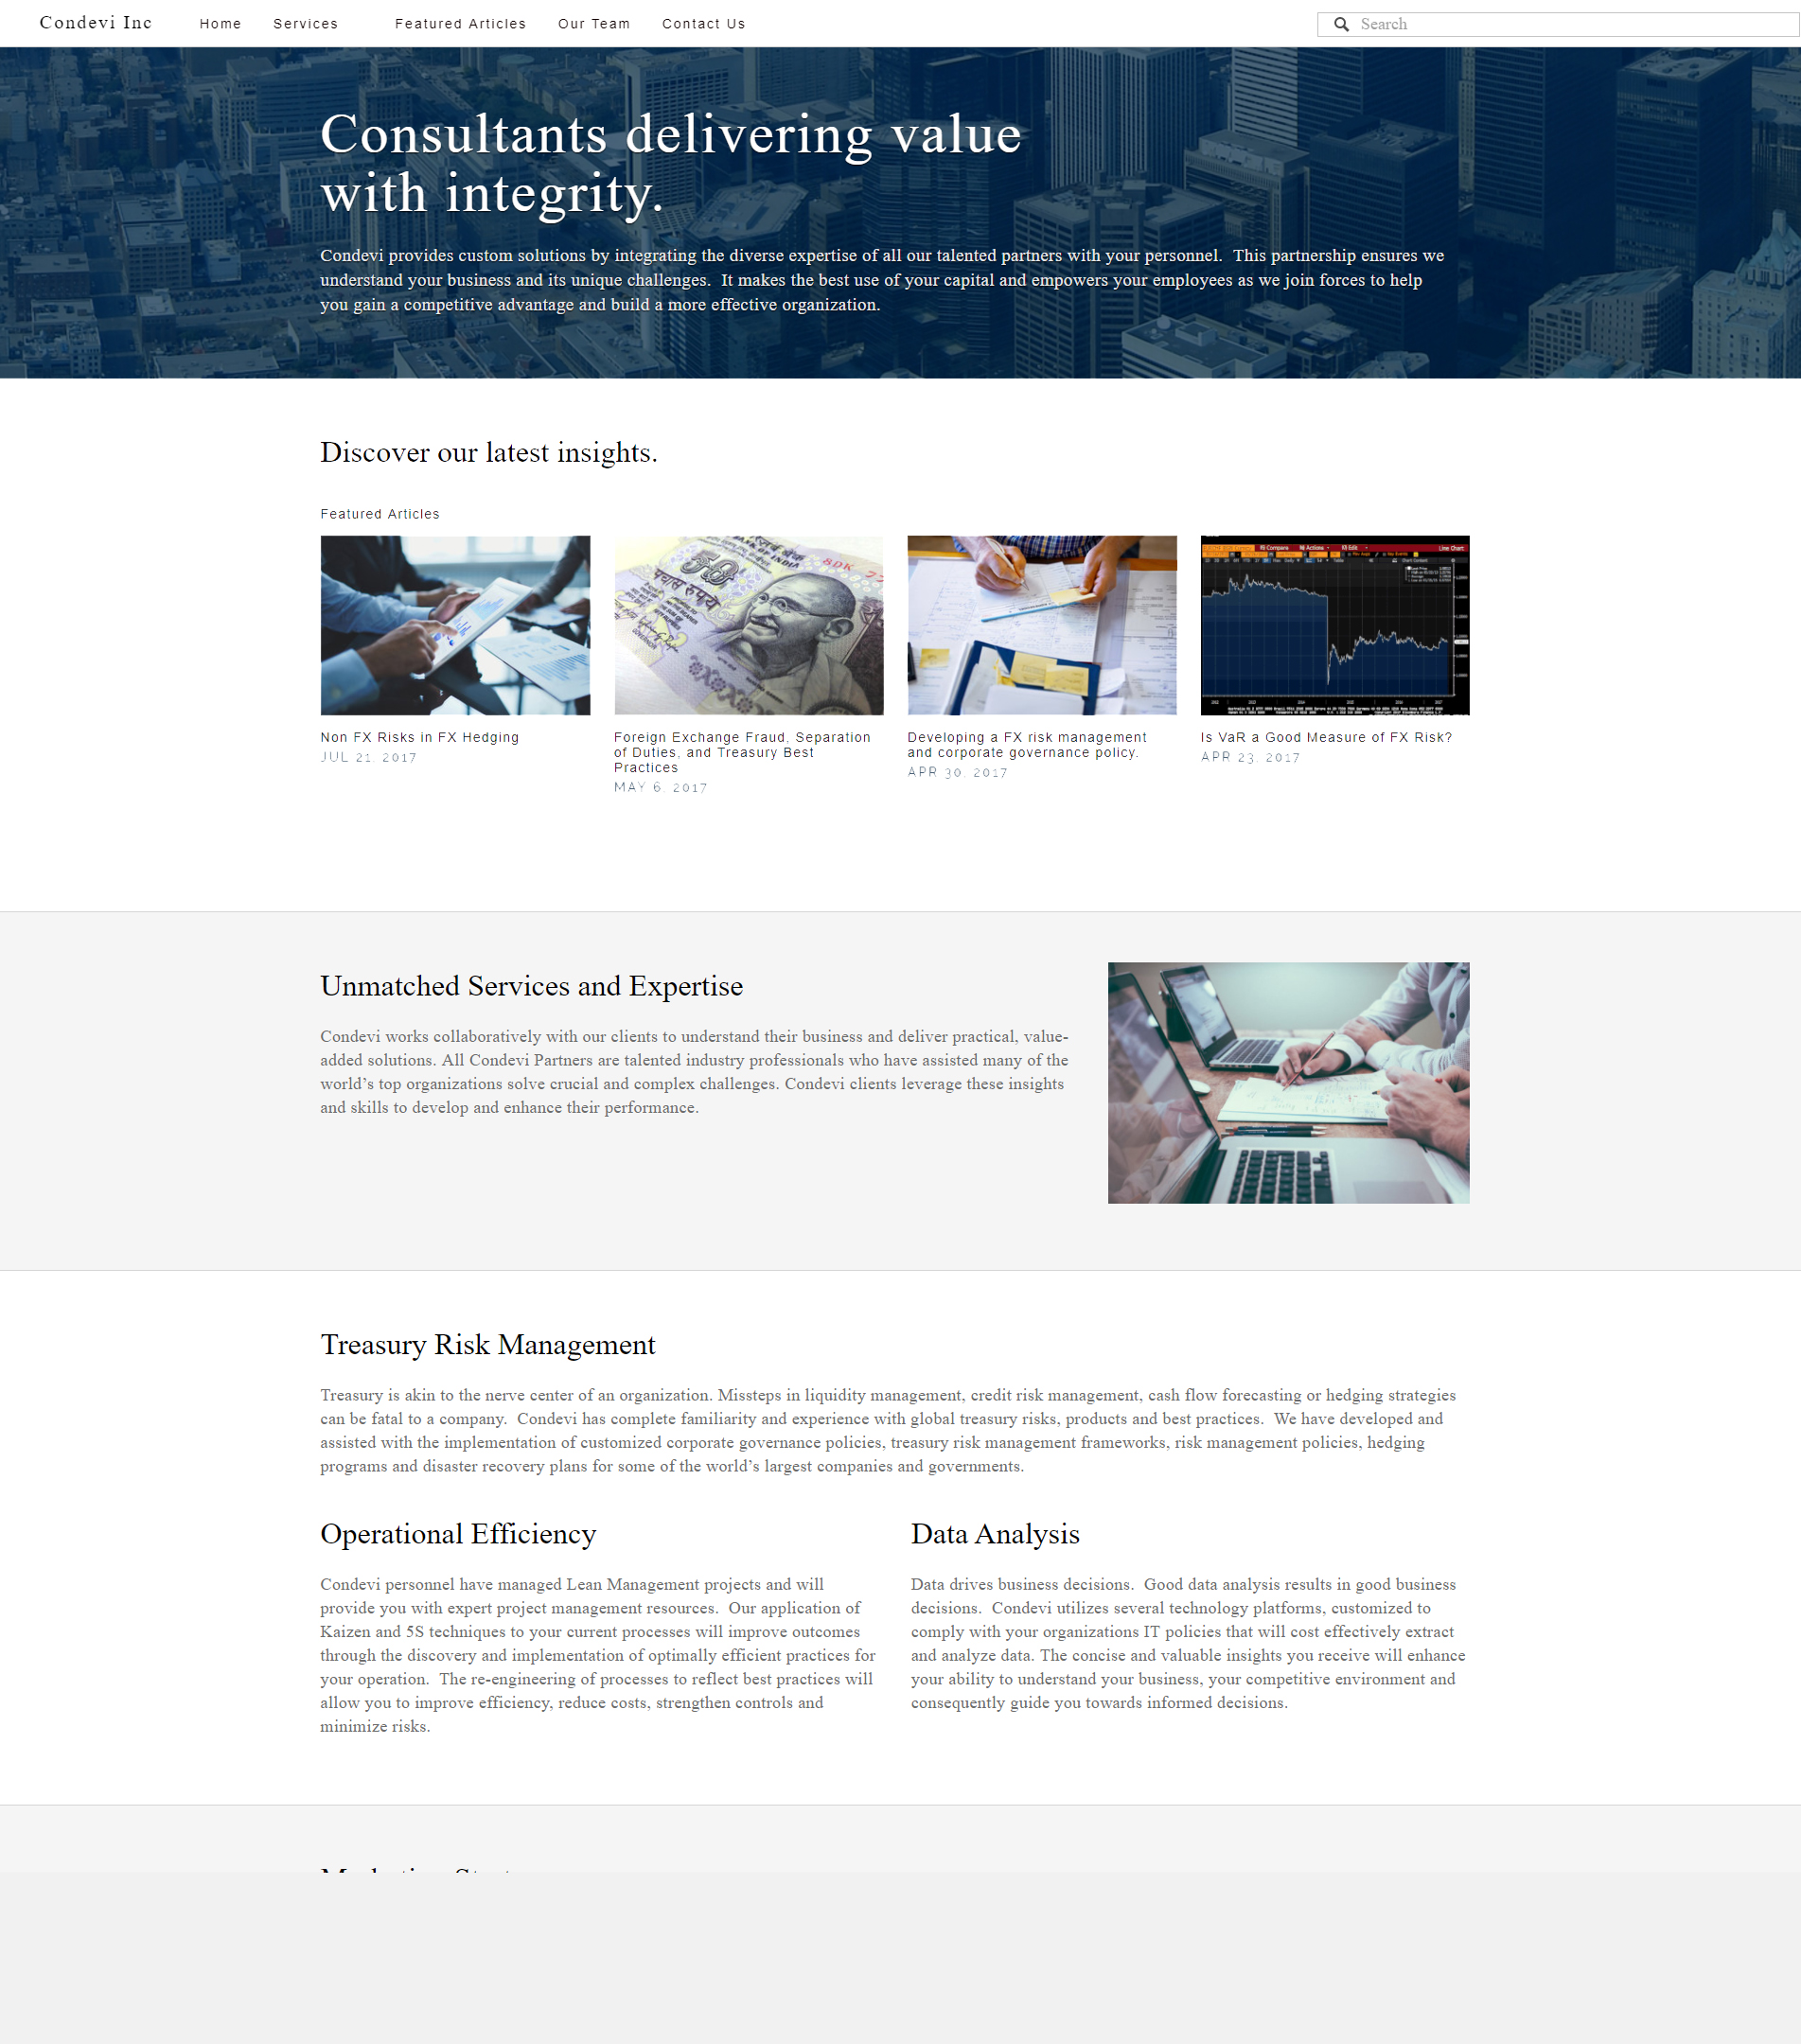 Condevi Inc
Home
Services
Featured Articles
Our Team
Contact Us
Search
Consultants delivering value
with integrity.
Condevi provides custom solutions by integrating the diverse expertise of all our talented partners with your personnel.  This partnership ensures we
understand your business and its unique challenges.  It makes the best use of your capital and empowers your employees as we join forces to help
you gain a competitive advantage and build a more effective organization.
Discover our latest insights.
Featured Articles
BANK OF INDIA
50
8DK
पचास रुपये
GOVERNOR
Compare
Actions
Edit
Line Chart
Non FX Risks in FX Hedging
JUL 21, 2017
Foreign Exchange Fraud, Separation
of Duties, and Treasury Best
Practices
MAY 6, 2017
Developing a FX risk management
and corporate governance policy.
APR 30, 2017
Is VaR a Good Measure of FX Risk?
APR 23, 2017
Unmatched Services and Expertise
Condevi works collaboratively with our clients to understand their business and deliver practical, value-
added solutions. All Condevi Partners are talented industry professionals who have assisted many of the
world’s top organizations solve crucial and complex challenges. Condevi clients leverage these insights
and skills to develop and enhance their performance.
Treasury Risk Management
Treasury is akin to the nerve center of an organization. Missteps in liquidity management, credit risk management, cash flow forecasting or hedging strategies
can be fatal to a company.  Condevi has complete familiarity and experience with global treasury risks, products and best practices.  We have developed and
assisted with the implementation of customized corporate governance policies, treasury risk management frameworks, risk management policies, hedging
programs and disaster recovery plans for some of the world’s largest companies and governments.
Operational Efficiency
Condevi personnel have managed Lean Management projects and will
provide you with expert project management resources.  Our application of
Kaizen and 5S techniques to your current processes will improve outcomes
through the discovery and implementation of optimally efficient practices for
your operation.  The re-engineering of processes to reflect best practices will
allow you to improve efficiency, reduce costs, strengthen controls and
minimize risks.
Data Analysis
Data drives business decisions.  Good data analysis results in good business
decisions.  Condevi utilizes several technology platforms, customized to
comply with your organizations IT policies that will cost effectively extract
and analyze data. The concise and valuable insights you receive will enhance
your ability to understand your business, your competitive environment and
consequently guide you towards informed decisions.